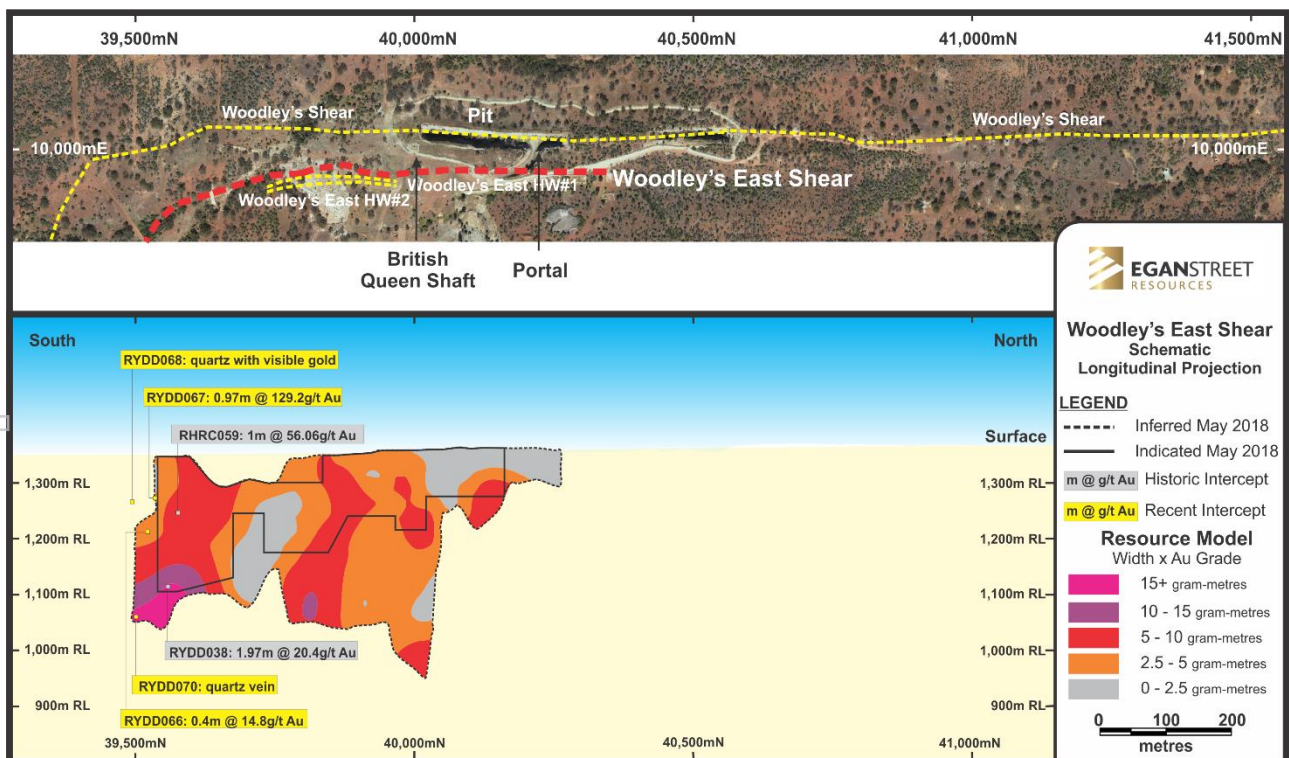 39,500mN
40,000mN
40,500mN
41,000mN
41,500mN
Woodley's Shear
Pit
Woodley's Shear
10,000mE
10,000mE
Woodley's East HW#1
Woodley's East Shear
Woodley's East HW#2
British
Queen Shaft
Portal
EGANSTREET
RESOURCES
South
North
RYDD068: quartz with visible gold
RYDD067: 0.97m @ 129.2g/t Au
RHRC059: 1m @ 56.06g/t Au
Surface
1,300m RL
1,300m RL
1,200m RL
1,200m RL
1,100m RL
1,100m RL
1,000m RL
1,000m RL
RYDD038: 1.97m @ 20.4g/t Au
RYDD070: quartz vein
900m RL
900m RL
RYDD066: 0.4m @ 14.8g/t Au
39,500mN
40,000mN
40,500mN
41,000mN
Woodley's East Shear
Schematic
Longitudinal Projection
LEGEND
Inferred May 2018
Indicated May 2018
m @ g/t Au Historic Intercept
m @ g/t Au Recent Intercept
Resource Model
Width x Au Grade
15+ gram-metres
10 - 15 gram-metres
5 - 10 gram-metres
2.5 - 5 gram-metres
0 - 2.5 gram-metres
0 100 200
metres